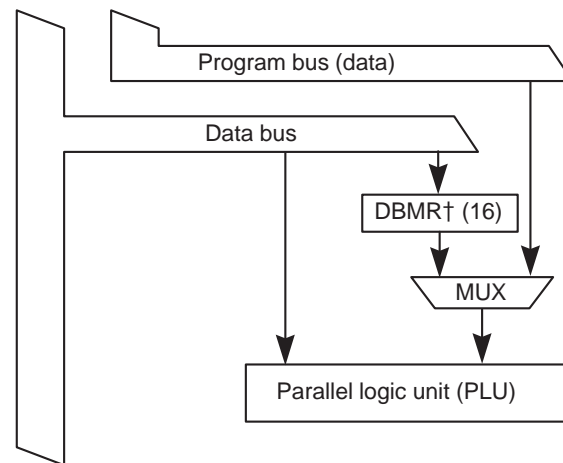 Program bus (data)
Data bus
DBMR† (16)
MUX
Parallel logic unit (PLU)